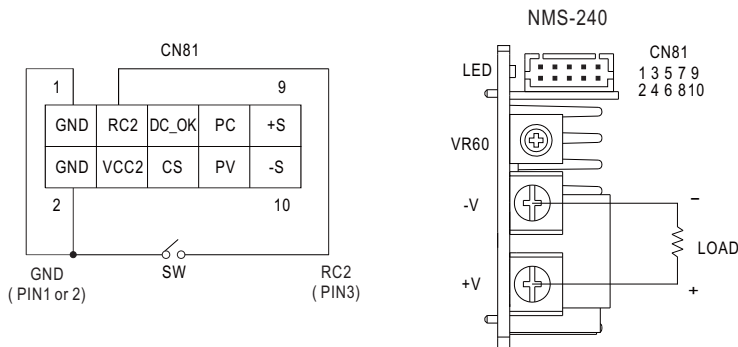 NMS-240
CN81
1 9
GND RC2 DC_OK PC +S
GND VCC2 CS PV -S
2 10
GND
( PIN1 or 2)
SW
RC2
( PIN3)
LED
CN81
1 3 5 7 9
2 4 6 8 10
VR60
-V
−
LOAD
+V
+